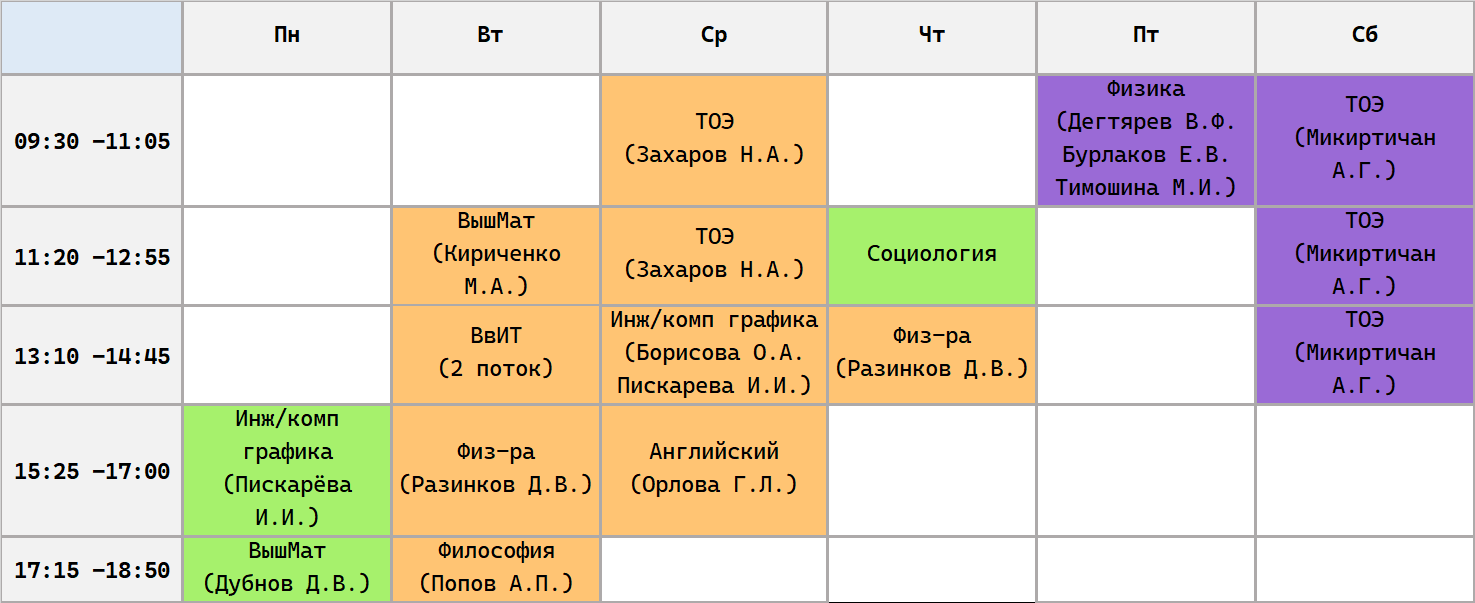 Пн
Вт
Ср
Чт
Пт
Сб
09:30 -11:05
ТОЭ
(Захаров Н.А.)
Физика
(Дегтярев В.Ф.
Бурлаков Е.В.
Тимошина М.И.)
ТОЭ
(Микиртичан
А.Г.)
11:20 -12:55
ВышМат
(Кириченко
М.А.)
ТОЭ
(Захаров Н.А.)
Социология
ТОЭ
(Микиртичан
А.Г.)
13:10 -14:45
ВвИТ
(2 поток)
Инж/комп графика
(Борисова О.А.
Пискарева И.И.)
Физ-ра
(Разинков Д.В.)
ТОЭ
(Микиртичан
А.Г.)
15:25 -17:00
Инж/комп
графика
(Пискарёва
И.И.)
Физ-ра
(Разинков Д.В.)
Английский
(Орлова Г.Л.)
17:15 -18:50
ВышМат
(Дубнов Д.В.)
Философия
(Попов А.П.)